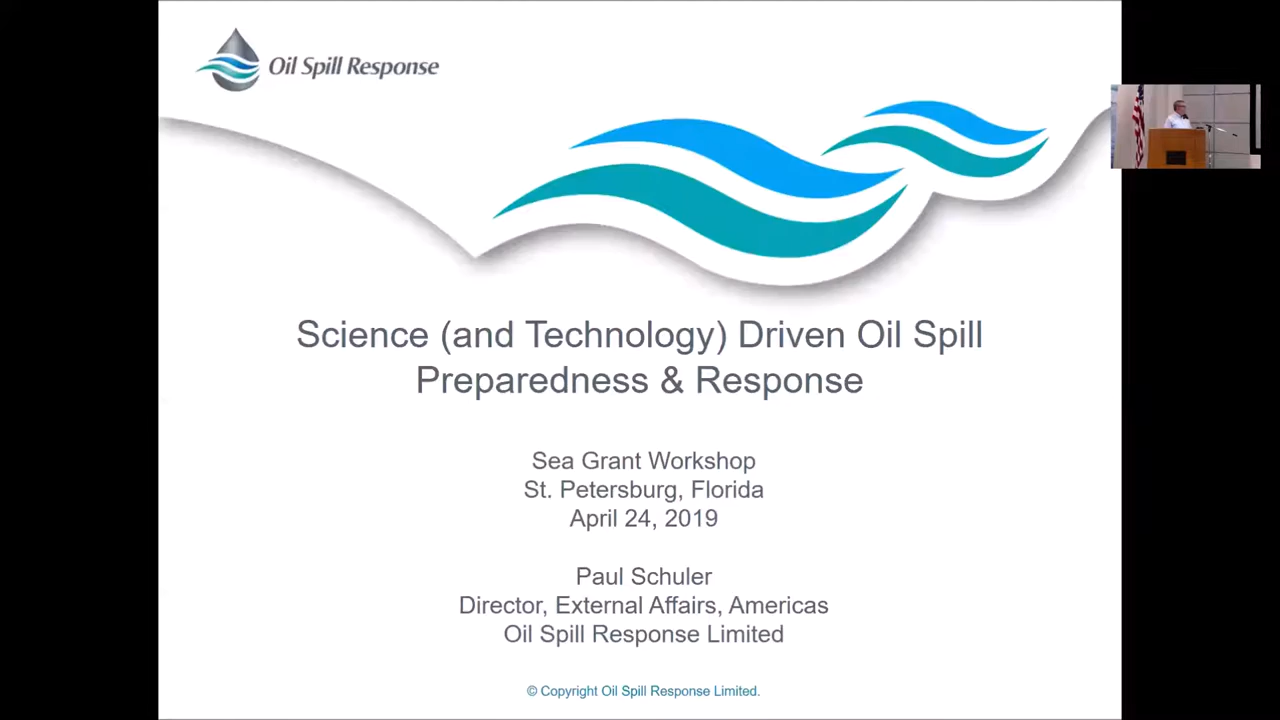 Oil Spill Response
Science (and Technology) Driven Oil Spill
Preparedness & Response
Sea Grant Workshop
St. Petersburg, Florida
April 24, 2019
Paul Schuler
Director, External Affairs, Americas
Oil Spill Response Limited
© Copyright Oil Spill Response Limited.